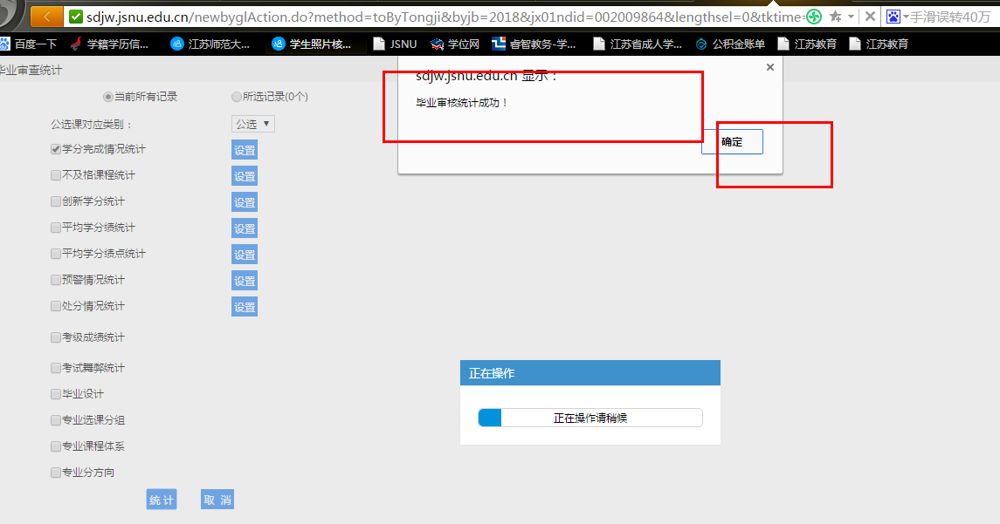 sdjw.jsnu.edu.cn/newbyglAction.do?method=toByTongji&byjb=2018&jx01ndid=002009864&lengthsel=0&tktime=
手滑误转40万
百度一下 学籍学历信... 江苏师范大... 学生照片核... JSNU 学位网 睿智教务-学... 江苏省成人学... 公积金账单 江苏教育 江苏教育
毕业审查统计
sdjw.jsnu.edu.cn 显示：
毕业审核统计成功！
确定
当前所有记录 所选记录(0个)
公选课对应类别： 公选
学分完成情况统计 设置
不及格课程统计 设置
创新学分统计 设置
平均学分绩统计 设置
平均学分绩点统计 设置
预警情况统计 设置
处分情况统计 设置
考级成绩统计
考试舞弊统计
毕业设计
专业选课分组
专业课程体系
专业分方向
统 计 取 消
正在操作
正在操作请稍候